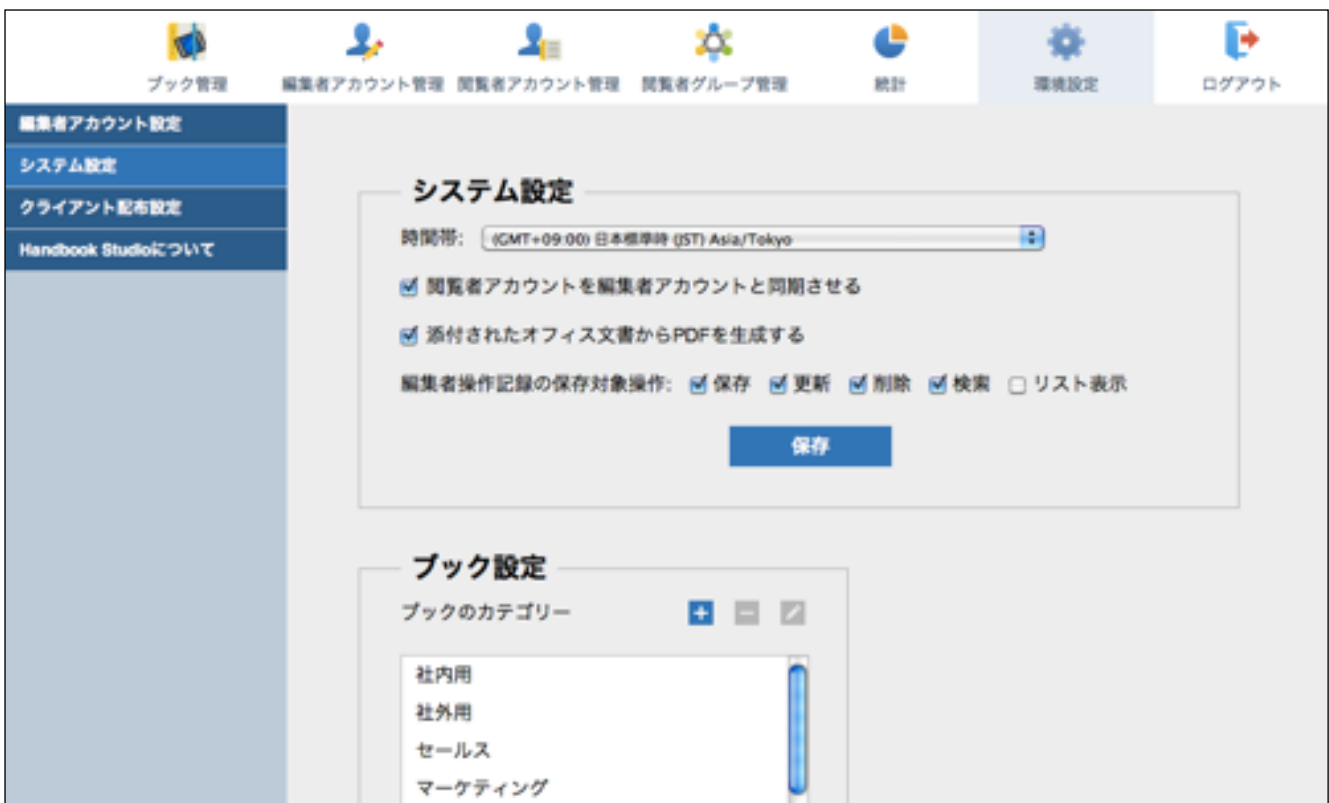 ブック管理 編集者アカウント管理 閲覧者アカウント管理 閲覧者グループ管理 統計 環境設定 ログアウト
編集者アカウント設定
システム設定
クライアント配布設定
Handbook Studioについて
システム設定
時間帯: (GMT+09:00) 日本標準時 (JST) Asia/Tokyo
閲覧者アカウントを編集者アカウントと同期させる
添付されたオフィス文書からPDFを生成する
編集者操作記録の保存対象操作: 保存 更新 削除 検索 リスト表示
保存
ブック設定
ブックのカテゴリー
社内用
社外用
セールス
マーケティング